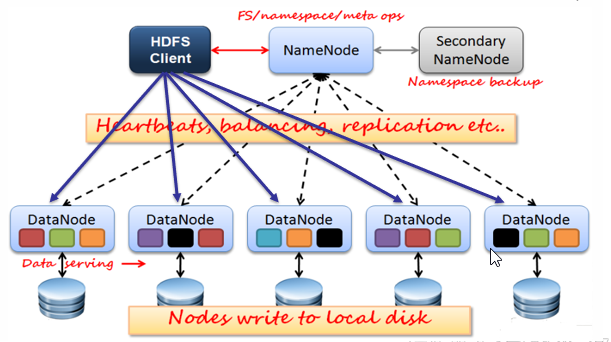 FS/namespace/meta ops
HDFS
Client
NameNode
Secondary
NameNode
Namespace backup
Heartbeats, balancing, replication etc..
DataNode
DataNode
DataNode
DataNode
DataNode
Data serving
Nodes write to local disk